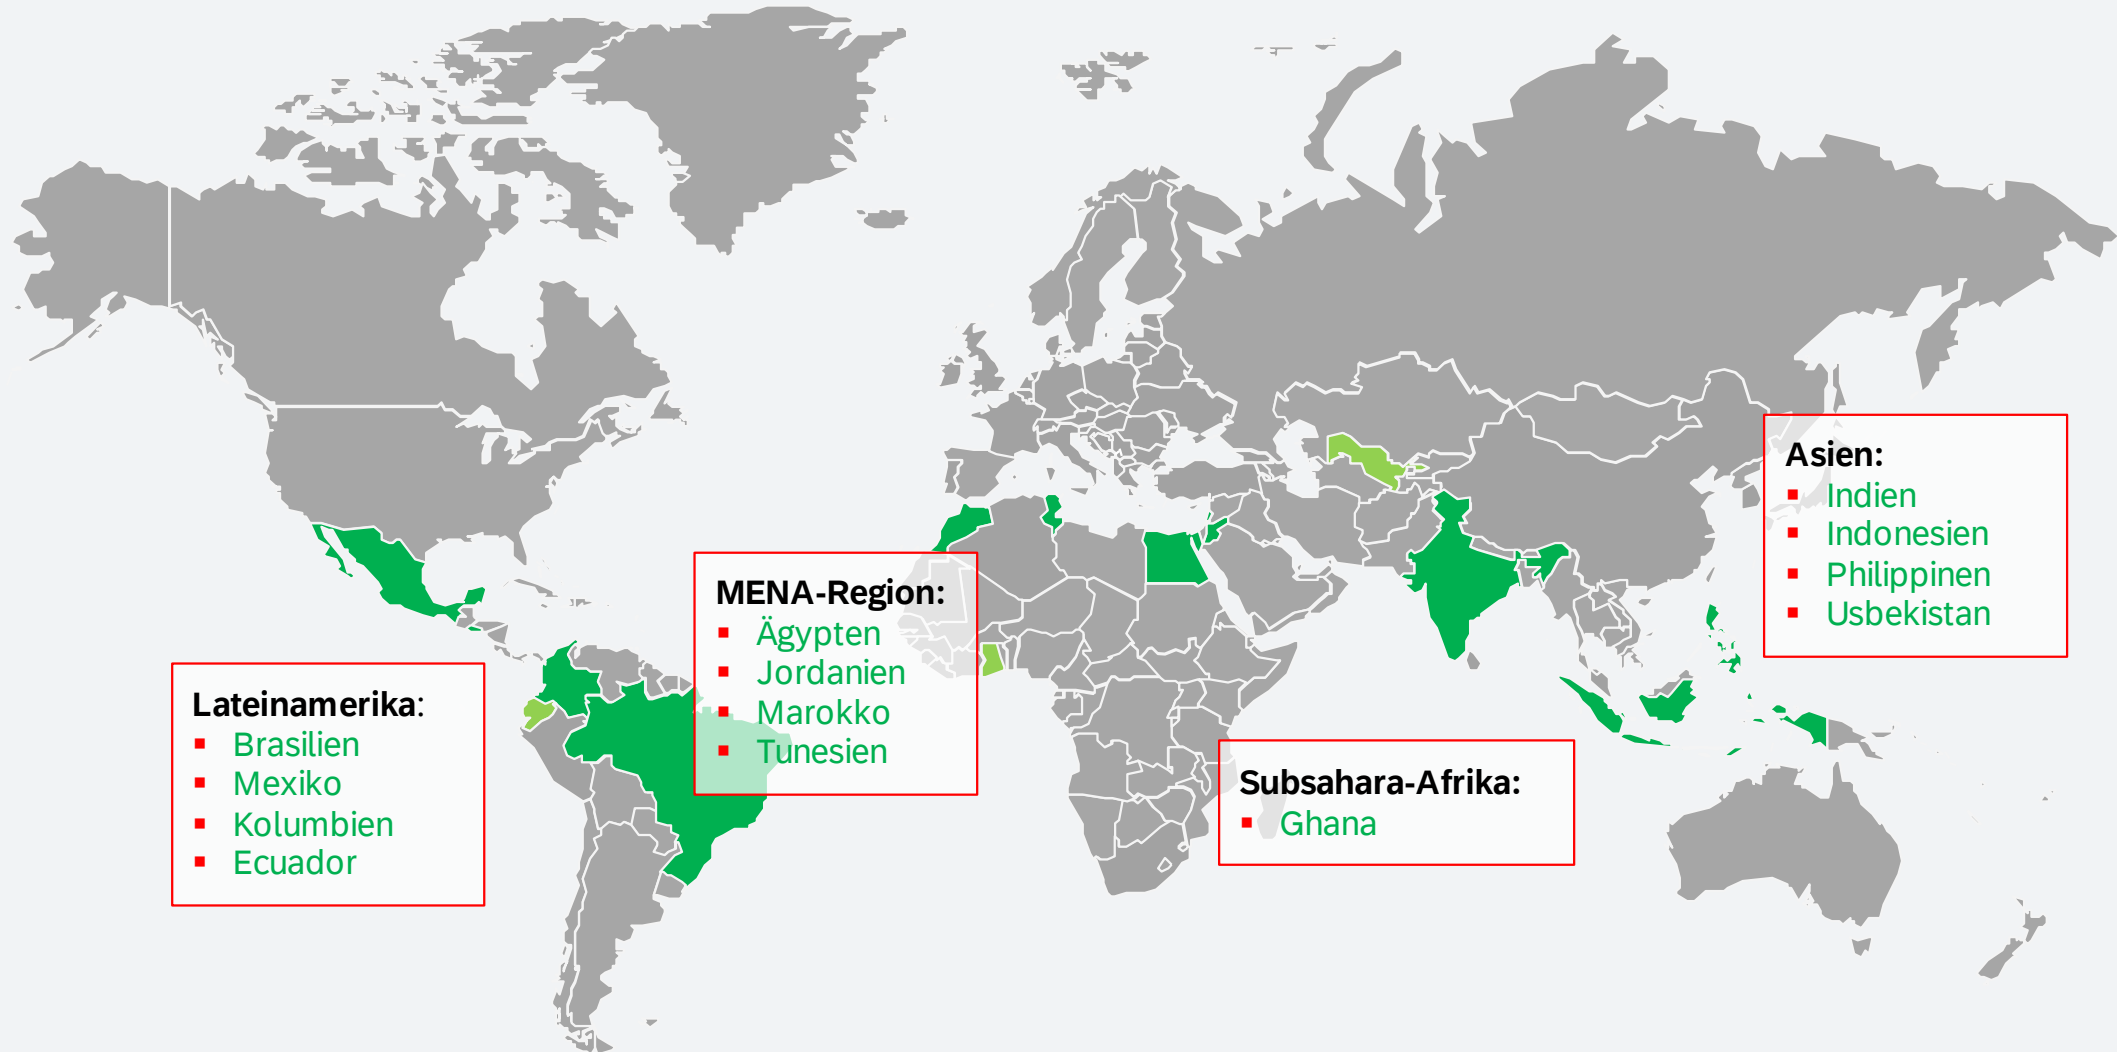 Lateinamerika:
▪ Brasilien
▪ Mexiko
▪ Kolumbien
▪ Ecuador
MENA-Region:
▪ Ägypten
▪ Jordanien
▪ Marokko
▪ Tunesien
Subsahara-Afrika:
▪ Ghana
Asien:
▪ Indien
▪ Indonesien
▪ Philippinen
▪ Usbekistan